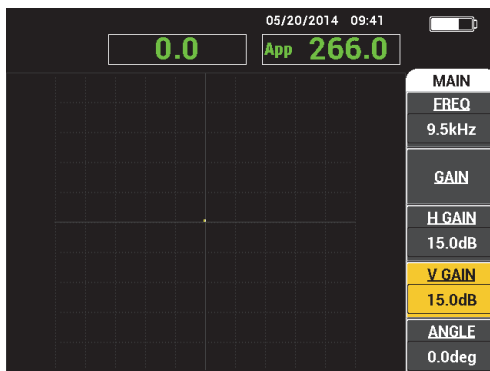 05/20/2014 09:41
0.0
App 266.0
MAIN
FREQ
9.5kHz
GAIN
H GAIN
15.0dB
V GAIN
15.0dB
ANGLE
0.0deg